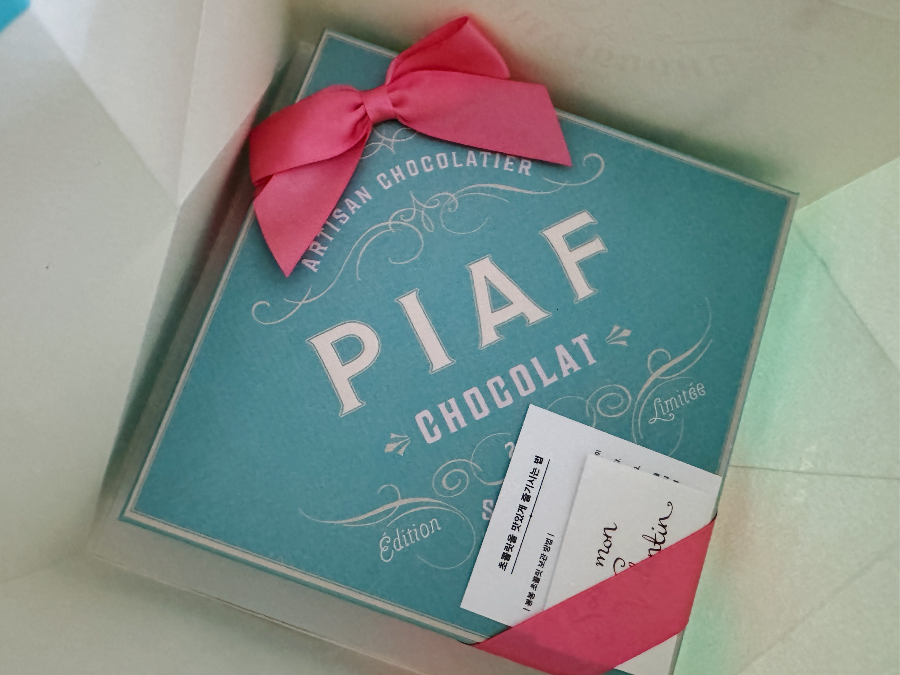 ARTISAN CHOCOLATIER
PIAF
CHOCOLAT
Édition
Limitée
초콜릿을 맛있게 즐기시는 법
mon